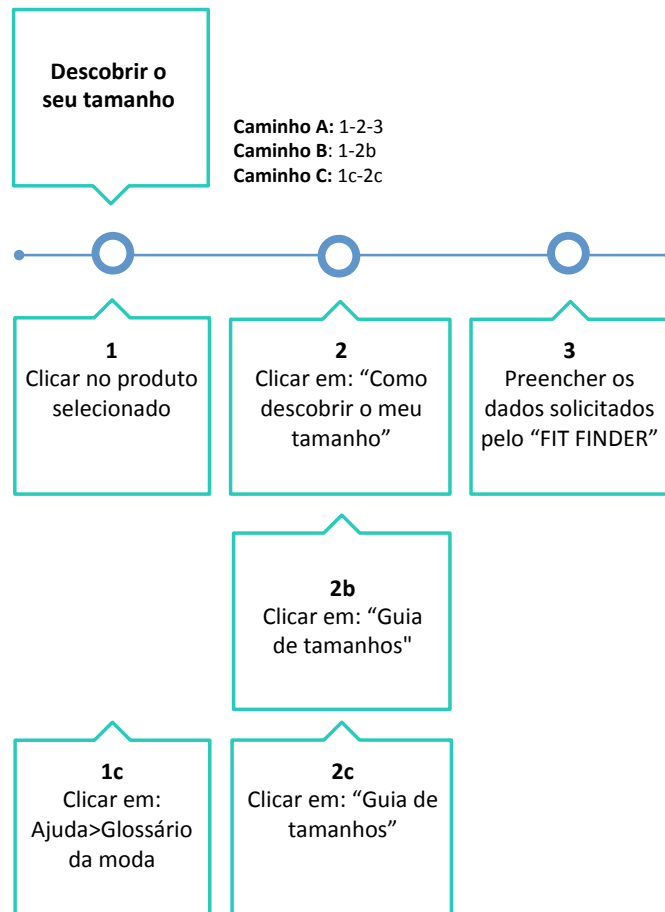 Descobrir o
seu tamanho
Caminho A: 1-2-3
Caminho B: 1-2b
Caminho C: 1c-2c
1
Clicar no produto
selecionado
2
Clicar em: “Como
descobrir o meu
tamanho”
3
Preencher os
dados solicitados
pelo “FIT FINDER”
2b
Clicar em: “Guia
de tamanhos"
1c
Clicar em:
Ajuda>Glossário
da moda
2c
Clicar em: “Guia de
tamanhos”